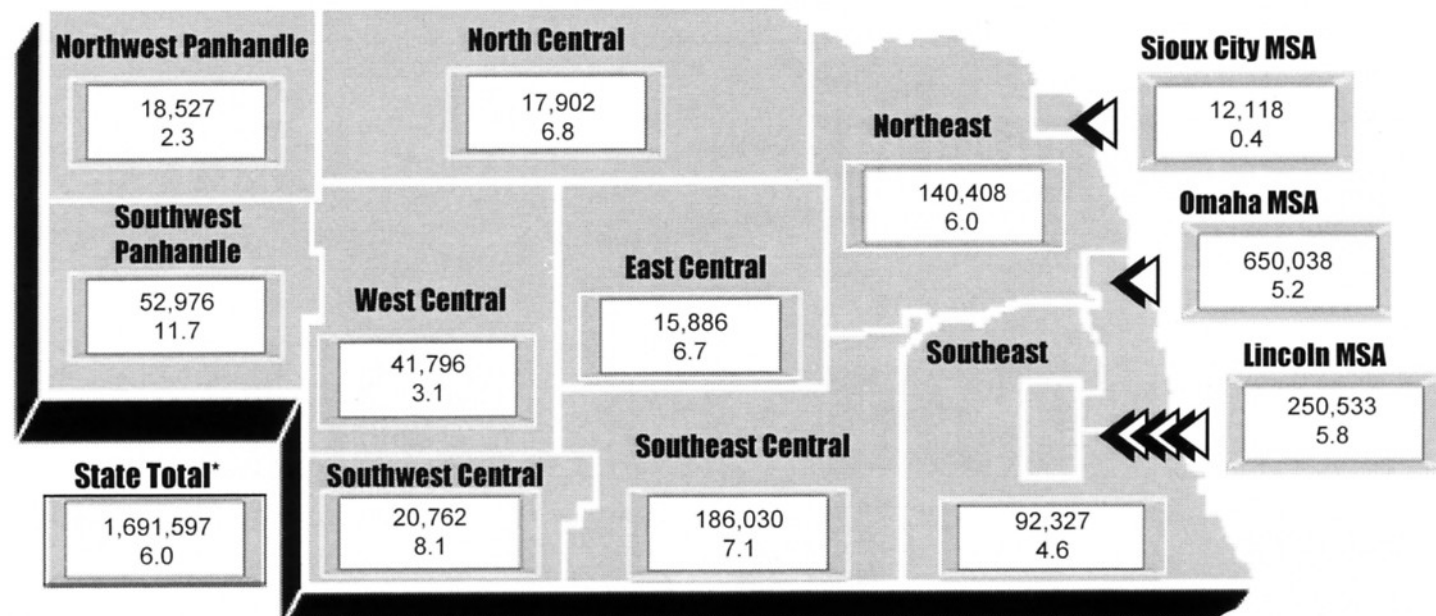 Northwest Panhandle
18,527
2.3
North Central
17,902
6.8
Sioux City MSA
12,118
0.4
Northeast
140,408
6.0
Omaha MSA
650,038
5.2
Southwest
Panhandle
52,976
11.7
West Central
41,796
3.1
East Central
15,886
6.7
Southeast
92,327
4.6
Lincoln MSA
250,533
5.8
State Total*
1,691,597
6.0
Southwest Central
20,762
8.1
Southeast Central
186,030
7.1